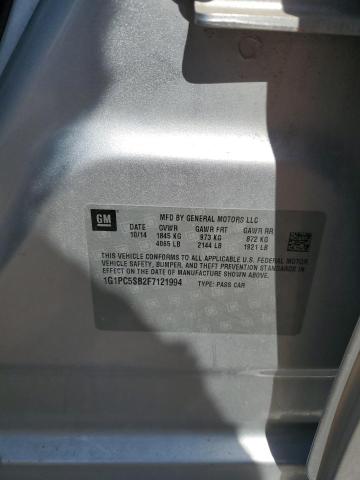 GM
MFD BY GENERAL MOTORS LLC
DATE GVWR GAWR FRT GAWR RR
10/14 1845 KG 973 KG 872 KG
4065 LB 2144 LB 1921 LB
THIS VEHICLE CONFORMS TO ALL APPLICABLE U.S. FEDERAL MOTOR
VEHICLE SAFETY, BUMPER, AND THEFT PREVENTION STANDARDS IN
EFFECT ON THE DATE OF MANUFACTURE SHOWN ABOVE.
1G1PC5SB2F7121994 TYPE: PASS CAR